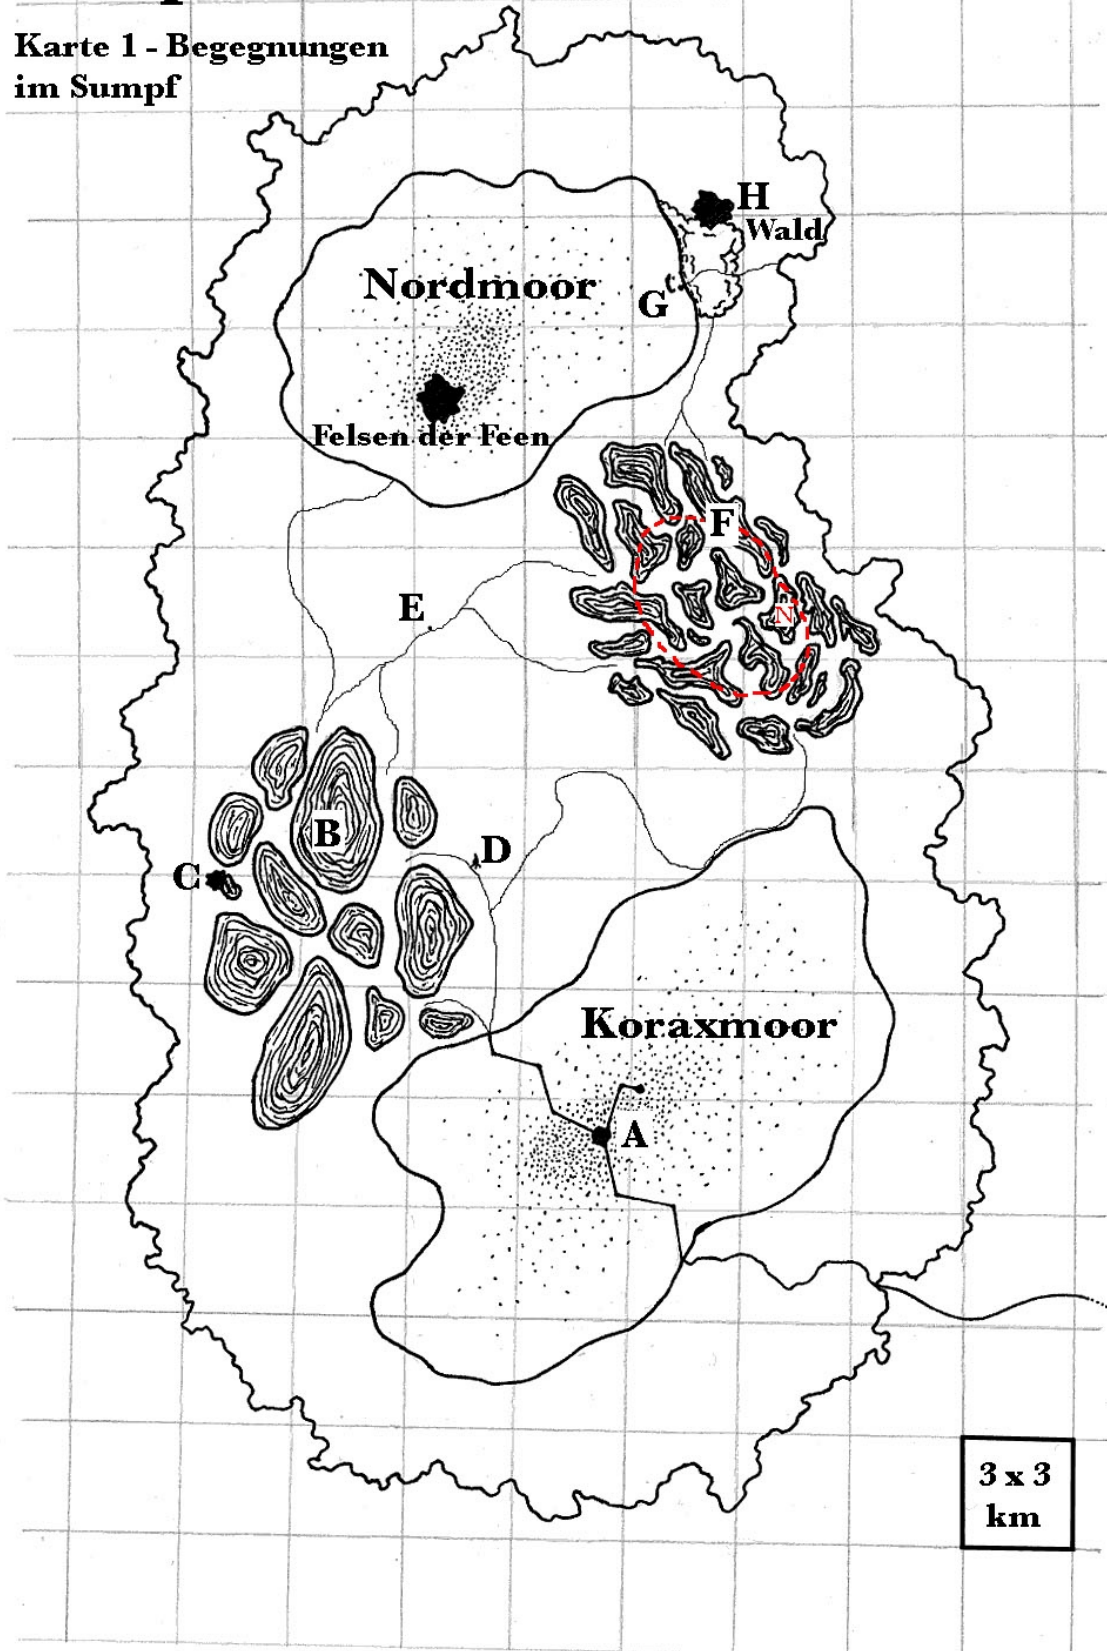 Karte 1 - Begegnungen
im Sumpf
H
Wald
Nordmoor
G
Felsen der Feen
F
E
N
B
D
C
Koraxmoor
A
3 x 3
km